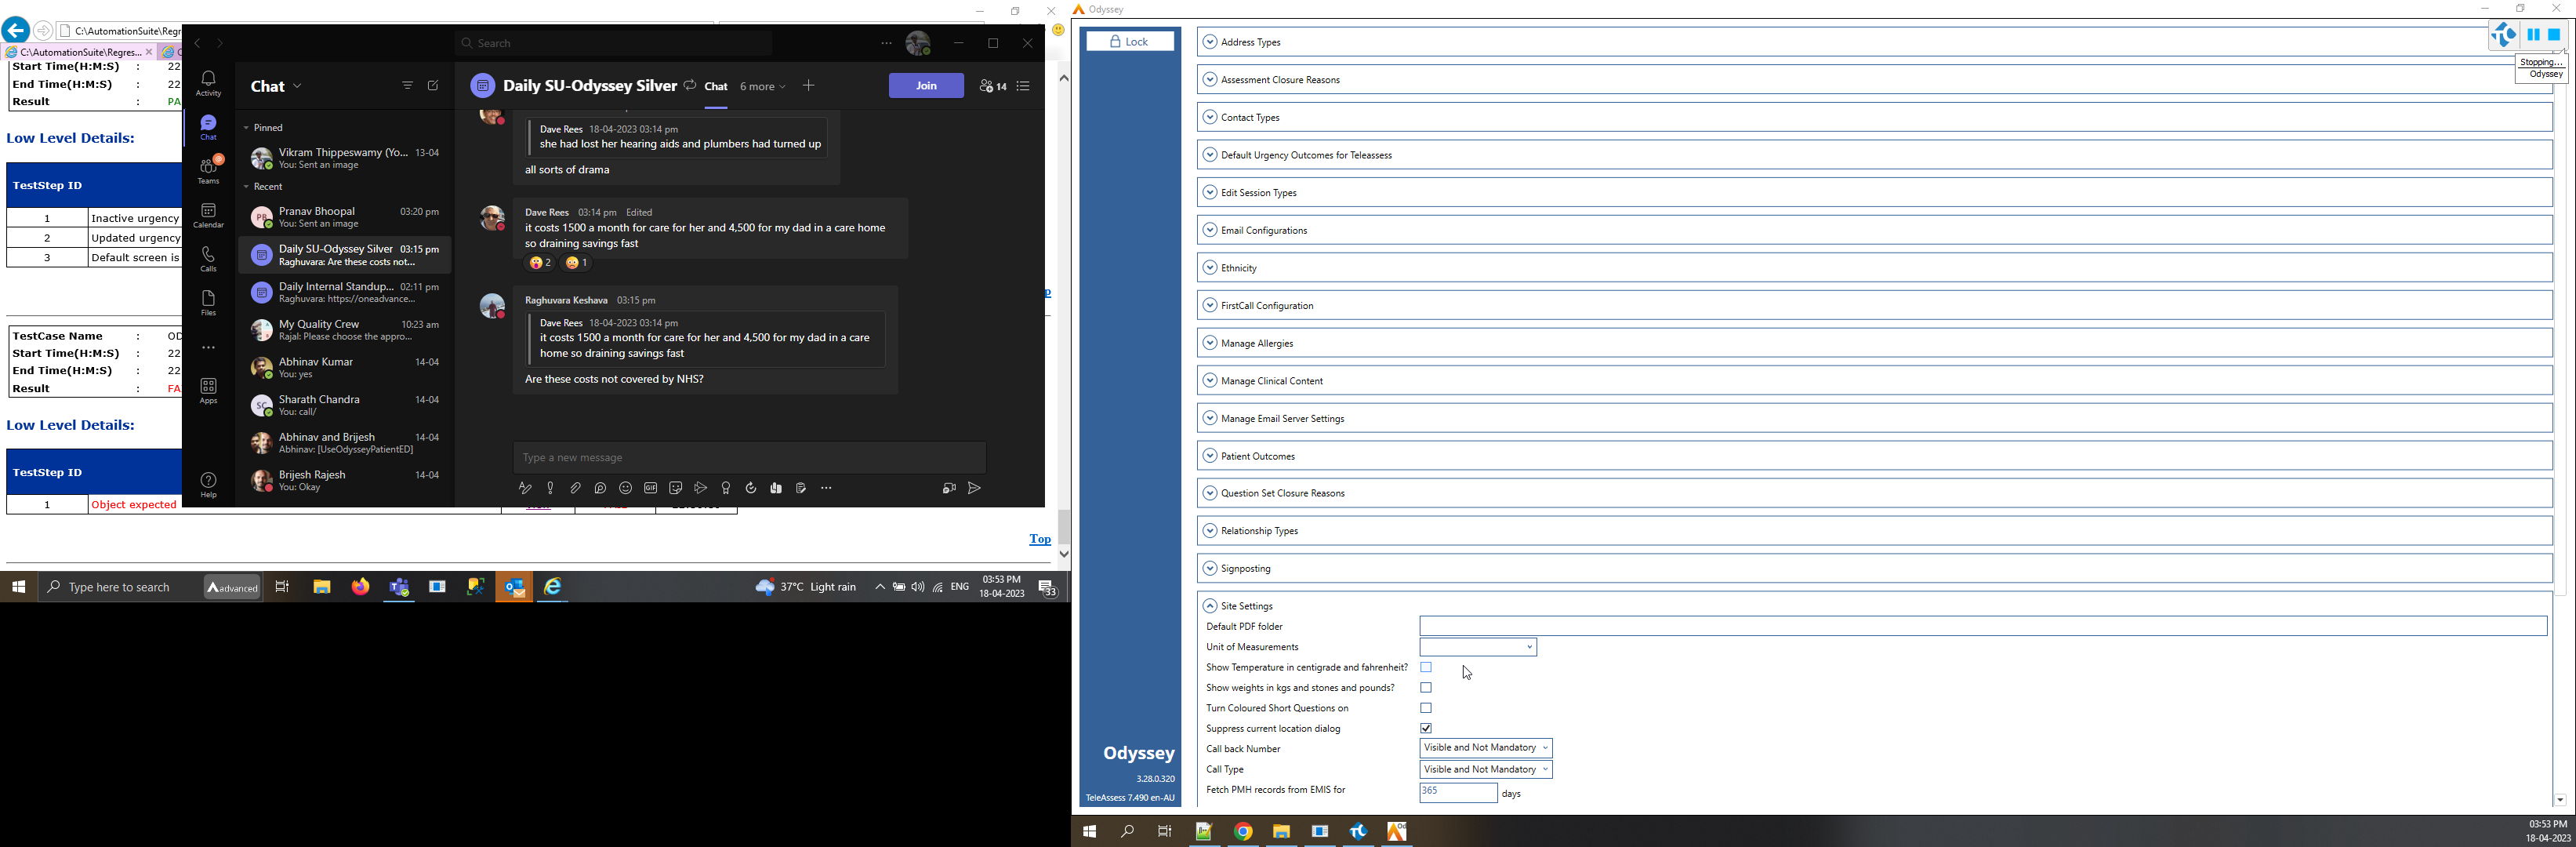 C:\AutomationSuite\Regr
C:\AutomationSuite\Regres...
Start Time(H:M:S) : 22
End Time(H:M:S) : 22
Result : PA
Low Level Details:
TestStep ID
1 Inactive urgency
2 Updated urgency
3 Default screen is
TestCase Name : OD
Start Time(H:M:S) : 22
End Time(H:M:S) : 22
Result : FA
Low Level Details:
TestStep ID
1 Object expected
Top
Search
Activity
Chat
Teams
Calendar
Calls
Files
Apps
Help
Chat
Pinned
Vikram Thippeswamy (Yo... 13-04
You: Sent an image
Recent
PB Pranav Bhoopal 03:20 pm
You: Sent an image
Daily SU-Odyssey Silver 03:15 pm
Raghuvara: Are these costs not...
Daily Internal Standup... 02:11 pm
Raghuvara: https://oneadvance...
My Quality Crew 10:23 am
Rajal: Please choose the appro...
Abhinav Kumar 14-04
You: yes
SC Sharath Chandra 14-04
You: call/
Abhinav and Brijesh 14-04
Abhinav: [UseOdysseyPatientED]
Brijesh Rajesh 14-04
You: Okay
Daily SU-Odyssey Silver Chat 6 more Join 14
Dave Rees 18-04-2023 03:14 pm
she had lost her hearing aids and plumbers had turned up
all sorts of drama
Dave Rees 03:14 pm Edited
it costs 1500 a month for care for her and 4,500 for my dad in a care home
so draining savings fast
2 1
Raghuvara Keshava 03:15 pm
Dave Rees 18-04-2023 03:14 pm
it costs 1500 a month for care for her and 4,500 for my dad in a care
home so draining savings fast
Are these costs not covered by NHS?
Type a new message
GIF
Type here to search
advanced
37°C Light rain
ENG
03:53 PM
18-04-2023
33
Odyssey
Lock
Stopping...
Odyssey
Address Types
Assessment Closure Reasons
Contact Types
Default Urgency Outcomes for Teleassess
Edit Session Types
Email Configurations
Ethnicity
FirstCall Configuration
Manage Allergies
Manage Clinical Content
Manage Email Server Settings
Patient Outcomes
Question Set Closure Reasons
Relationship Types
Signposting
Site Settings
Default PDF folder
Unit of Measurements
Show Temperature in centigrade and fahrenheit?
Show weights in kgs and stones and pounds?
Turn Coloured Short Questions on
Suppress current location dialog
Call back Number Visible and Not Mandatory
Call Type Visible and Not Mandatory
Fetch PMH records from EMIS for 365 days
Odyssey
3.28.0.320
TeleAssess 7.490 en-AU
03:53 PM
18-04-2023